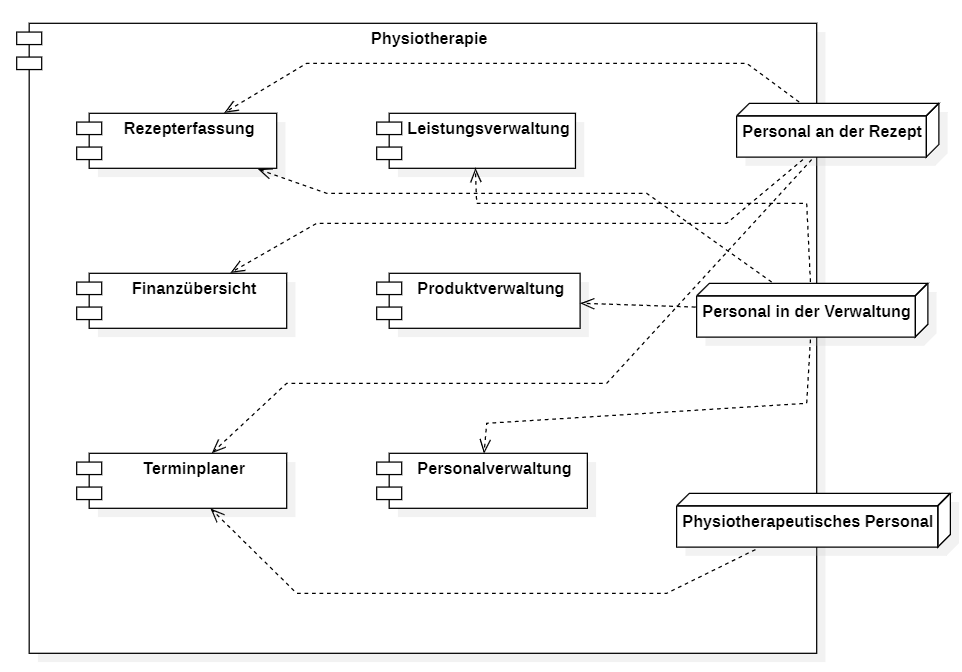 Physiotherapie
Rezepterfassung
Leistungsverwaltung
Personal an der Rezept
Finanzübersicht
Produktverwaltung
Personal in der Verwaltung
Terminplaner
Personalverwaltung
Physiotherapeutisches Personal